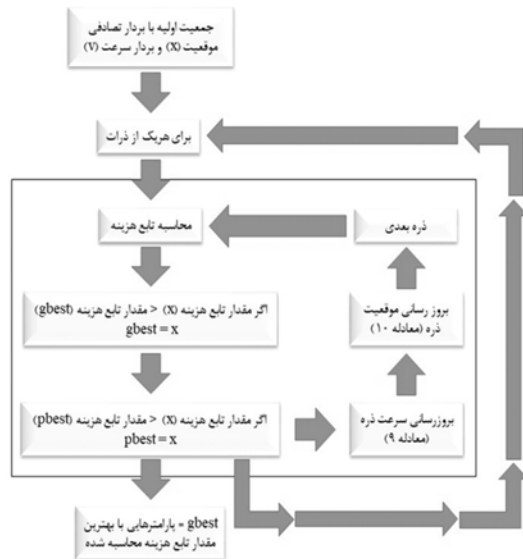 جمعیت اولیه با بردار تصادفی
موقعیت (x) و بردار سرعت (v)
برای هریک از ذرات
محاسبه تابع هزینه
ذره بعدی
اگر مقدار تابع هزینه (x) < مقدار تابع هزینه (gbest)
gbest = x
بروز رسانی موقعیت
ذره (معادله ۱۰)
اگر مقدار تابع هزینه (x) < مقدار تابع هزینه (pbest)
pbest = x
بروزرسانی سرعت ذره
(معادله ۹)
gbest = پارامترهایی با بهترین
مقدار تابع هزینه محاسبه شده